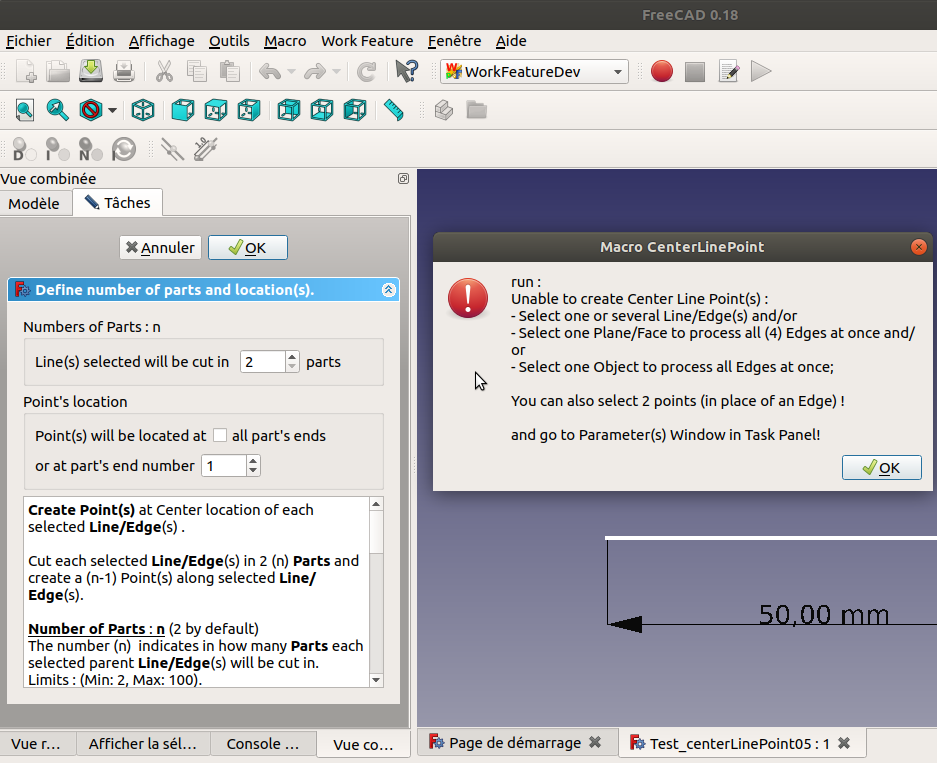 FreeCAD 0.18
Fichier Édition Affichage Outils Macro Work Feature Fenêtre Aide
WorkFeatureDev
D I N
Vue combinée
Modèle Tâches
Annuler OK
Define number of parts and location(s).
Numbers of Parts : n
Line(s) selected will be cut in 2 parts
Point's location
Point(s) will be located at all part's ends
or at part's end number 1
Create Point(s) at Center location of each
selected Line/Edge(s) .
Cut each selected Line/Edge(s) in 2 (n) Parts and
create a (n-1) Point(s) along selected Line/
Edge(s).
Number of Parts : n (2 by default)
The number (n)  indicates in how many Parts each
selected parent Line/Edge(s) will be cut in.
Limits : (Min: 2, Max: 100).
Macro CenterLinePoint
run :
Unable to create Center Line Point(s) :
- Select one or several Line/Edge(s) and/or
- Select one Plane/Face to process all (4) Edges at once and/
or
- Select one Object to process all Edges at once;
You can also select 2 points (in place of an Edge) !
and go to Parameter(s) Window in Task Panel!
OK
50,00 mm
Vue r... Afficher la sél... Console ... Vue co...
Page de démarrage Test_centerLinePoint05 : 1